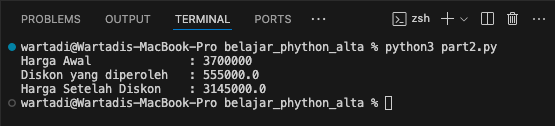 PROBLEMS OUTPUT TERMINAL PORTS ··· zsh
wartadi@Wartadis-MacBook-Pro belajar_phython_alta % python3 part2.py
Harga Awal : 3700000
Diskon yang diperoleh : 555000.0
Harga Setelah Diskon : 3145000.0
wartadi@Wartadis-MacBook-Pro belajar_phython_alta %